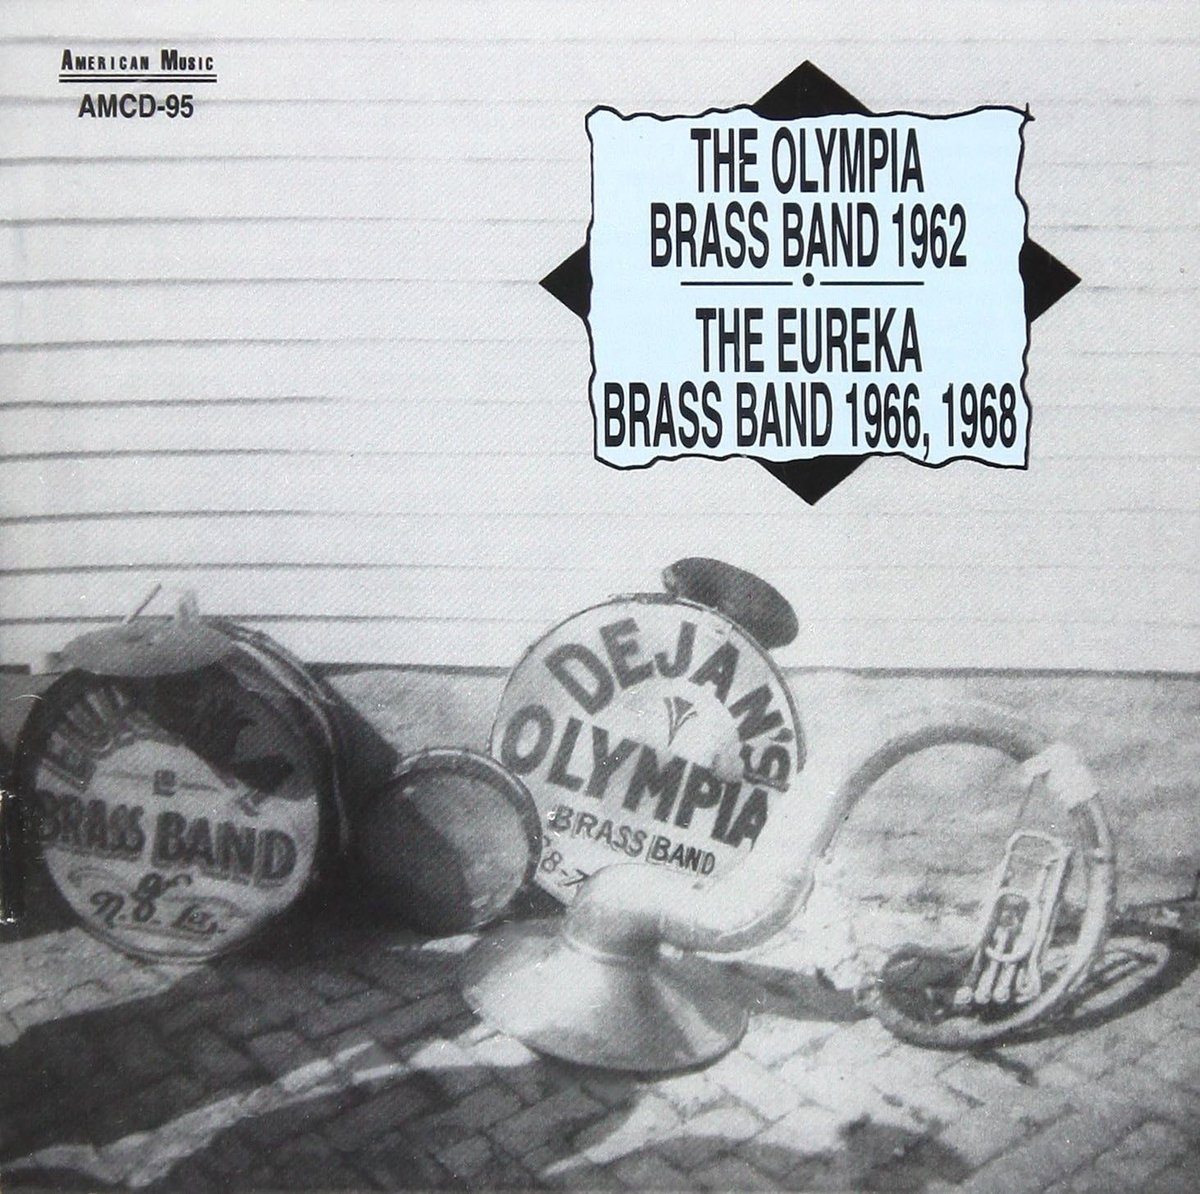 AMERICAN MUSIC
AMCD-95
THE OLYMPIA
BRASS BAND 1962
THE EUREKA
BRASS BAND 1966, 1968
DEJAN'S
OLYMPIA
BRASS BAND
BRASS BAND